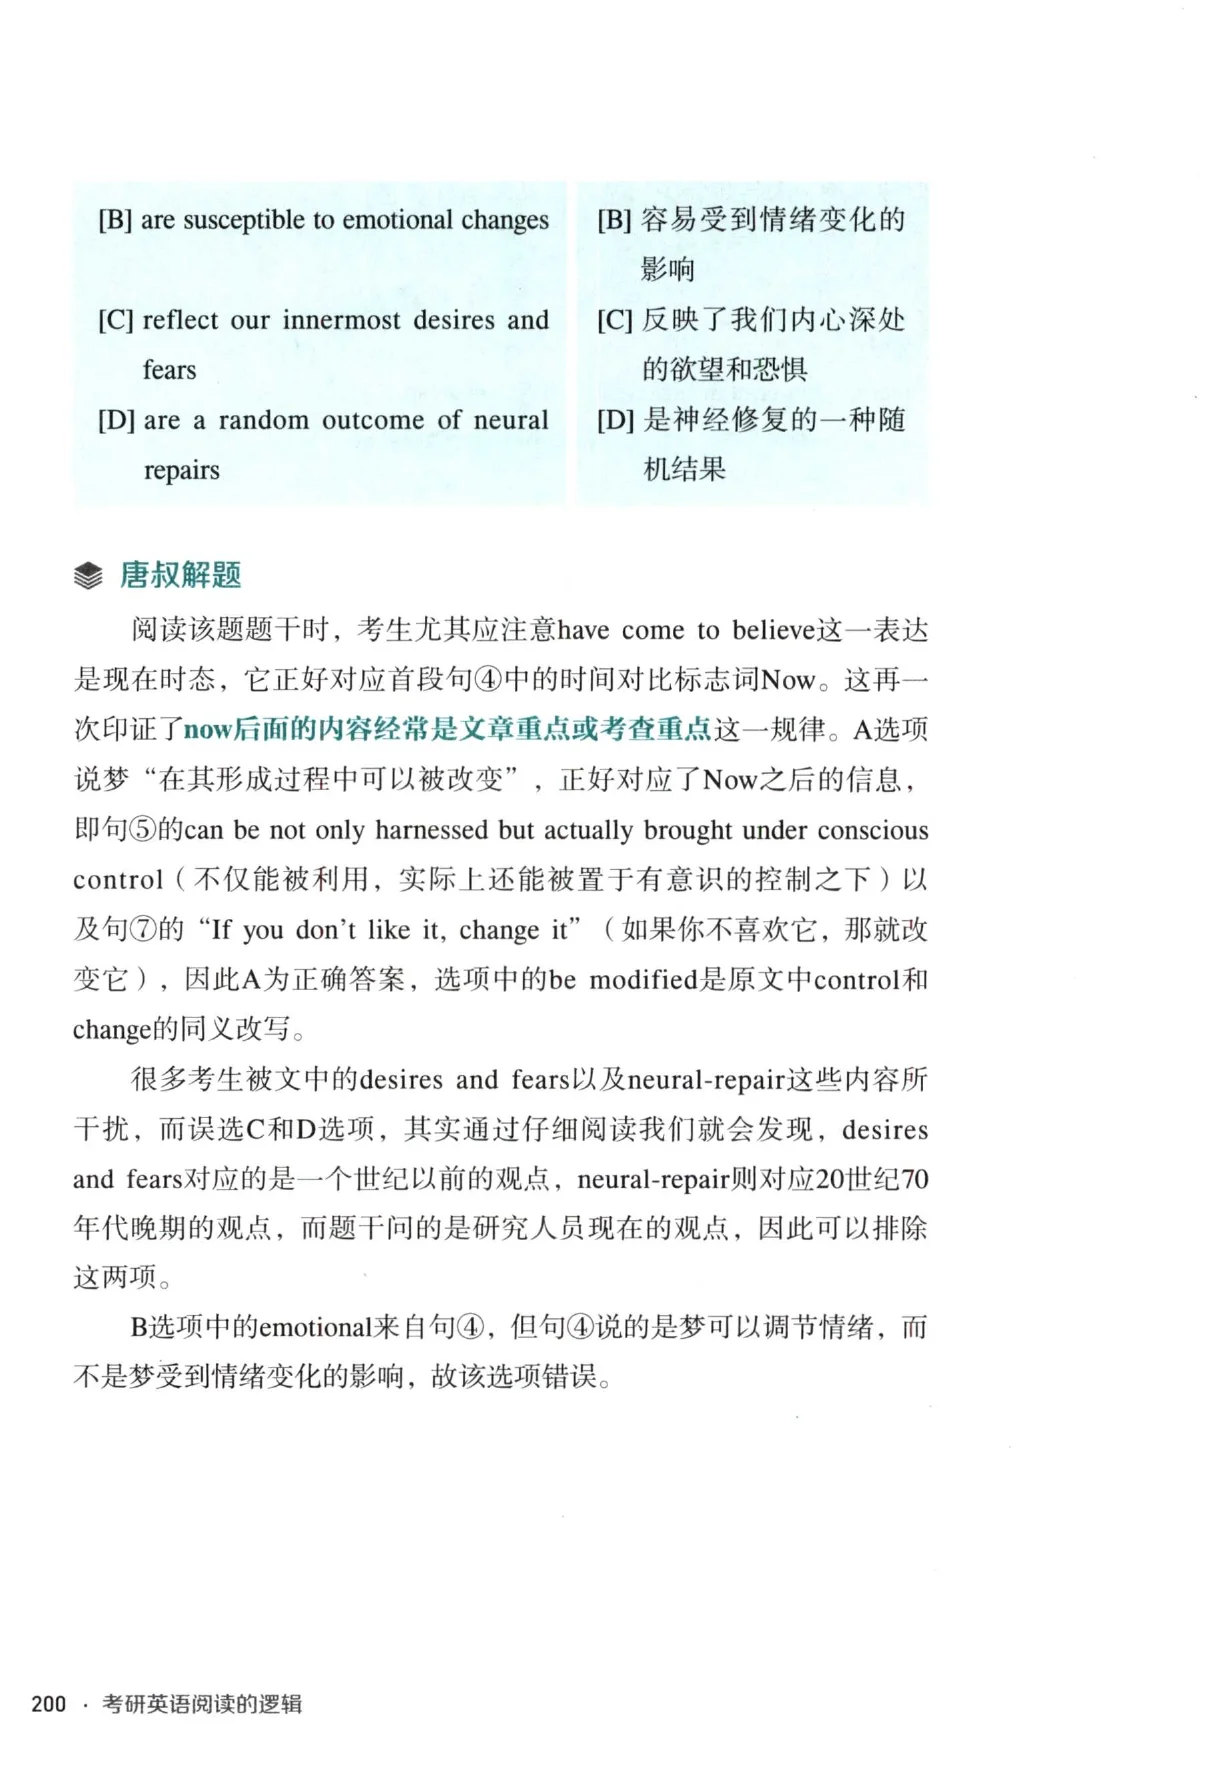 [B] are susceptible to emotional changes
[B] 容易受到情绪变化的
影响
[C] reflect our innermost desires and
fears
[C] 反映了我们内心深处
的欲望和恐惧
[D] are a random outcome of neural
repairs
[D] 是神经修复的一种随
机结果
唐叔解题
阅读该题题干时，考生尤其应注意have come to believe这一表达
是现在时态，它正好对应首段句④中的时间对比标志词Now。这再一
次印证了now后面的内容经常是文章重点或考查重点这一规律。A选项
说梦“在其形成过程中可以被改变”，正好对应了Now之后的信息，
即句⑤的can be not only harnessed but actually brought under conscious
control（不仅能被利用，实际上还能被置于有意识的控制之下）以
及句⑦的“If you don’t like it, change it”（如果你不喜欢它，那就改
变它），因此A为正确答案，选项中的be modified是原文中control和
change的同义改写。
很多考生被文中的desires and fears以及neural-repair这些内容所
干扰，而误选C和D选项，其实通过仔细阅读我们就会发现，desires
and fears对应的是一个世纪以前的观点，neural-repair则对应20世纪70
年代晚期的观点，而题干问的是研究人员现在的观点，因此可以排除
这两项。
B选项中的emotional来自句④，但句④说的是梦可以调节情绪，而
不是梦受到情绪变化的影响，故该选项错误。
200 · 考研英语阅读的逻辑